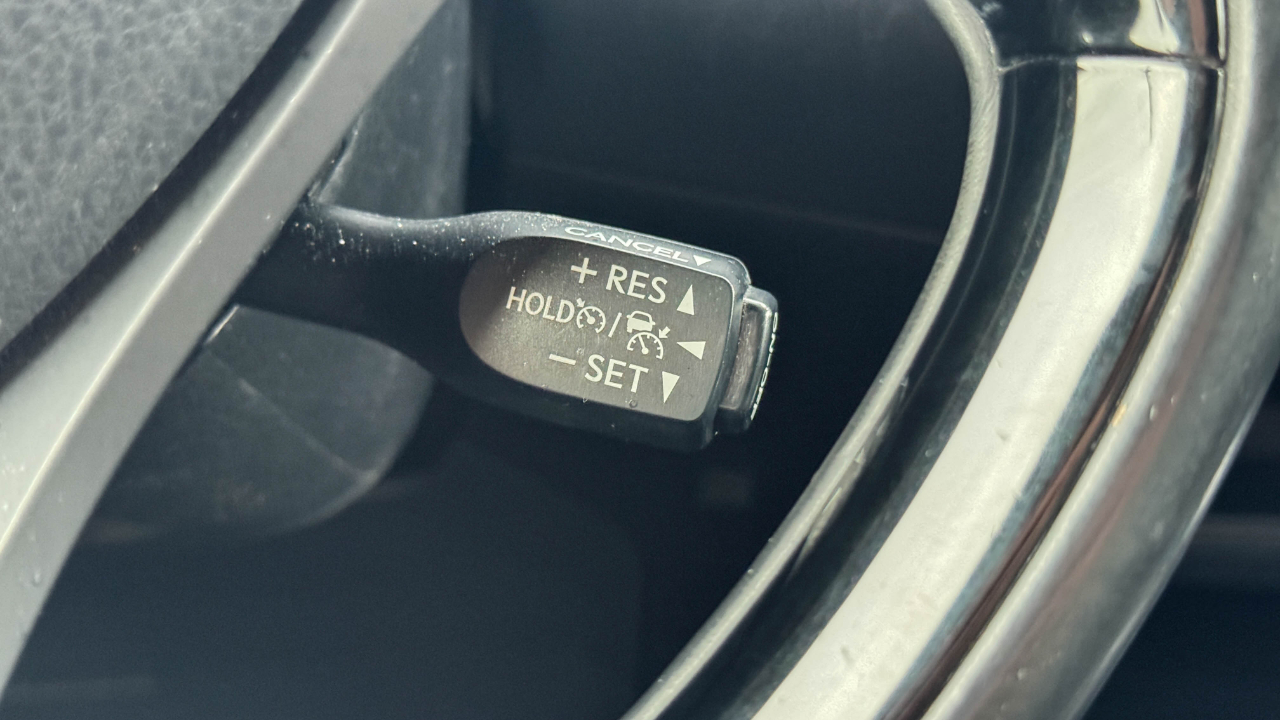 CANCEL▼
+ RES ▲
HOLD / ◀
− SET ▼